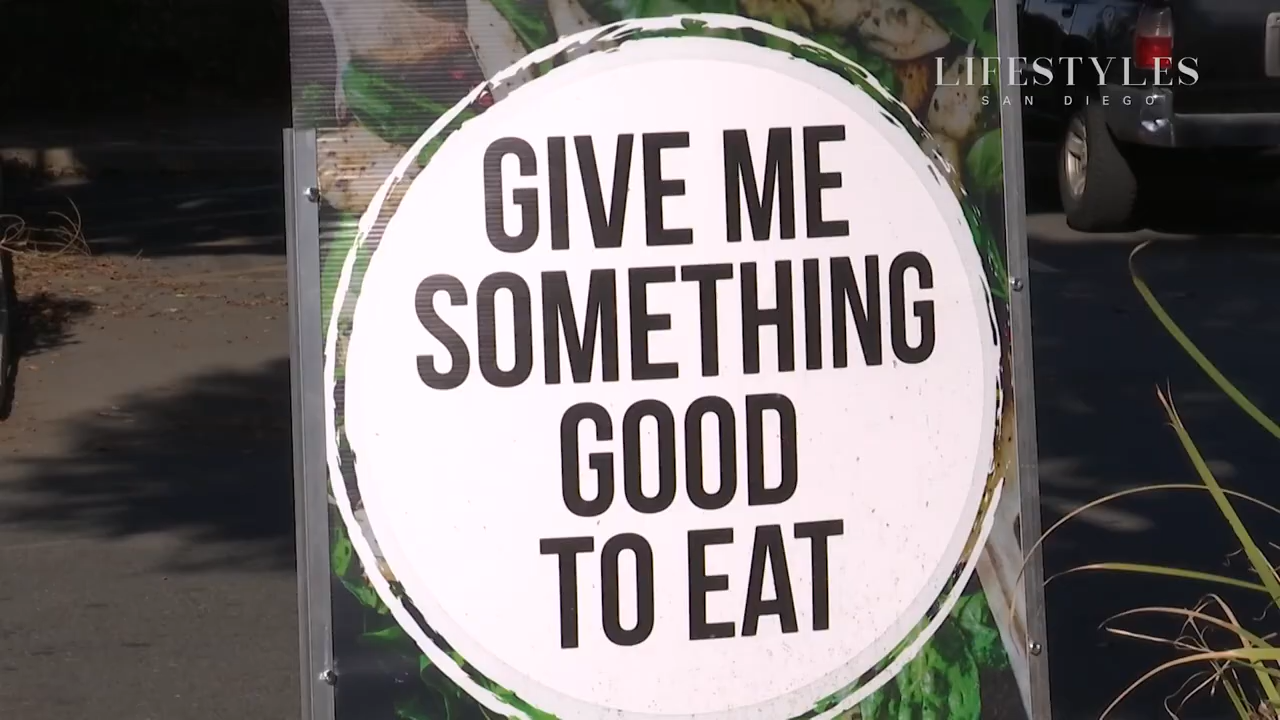 LIFESTYLES
SAN DIEGO
GIVE ME
SOMETHING
GOOD
TO EAT